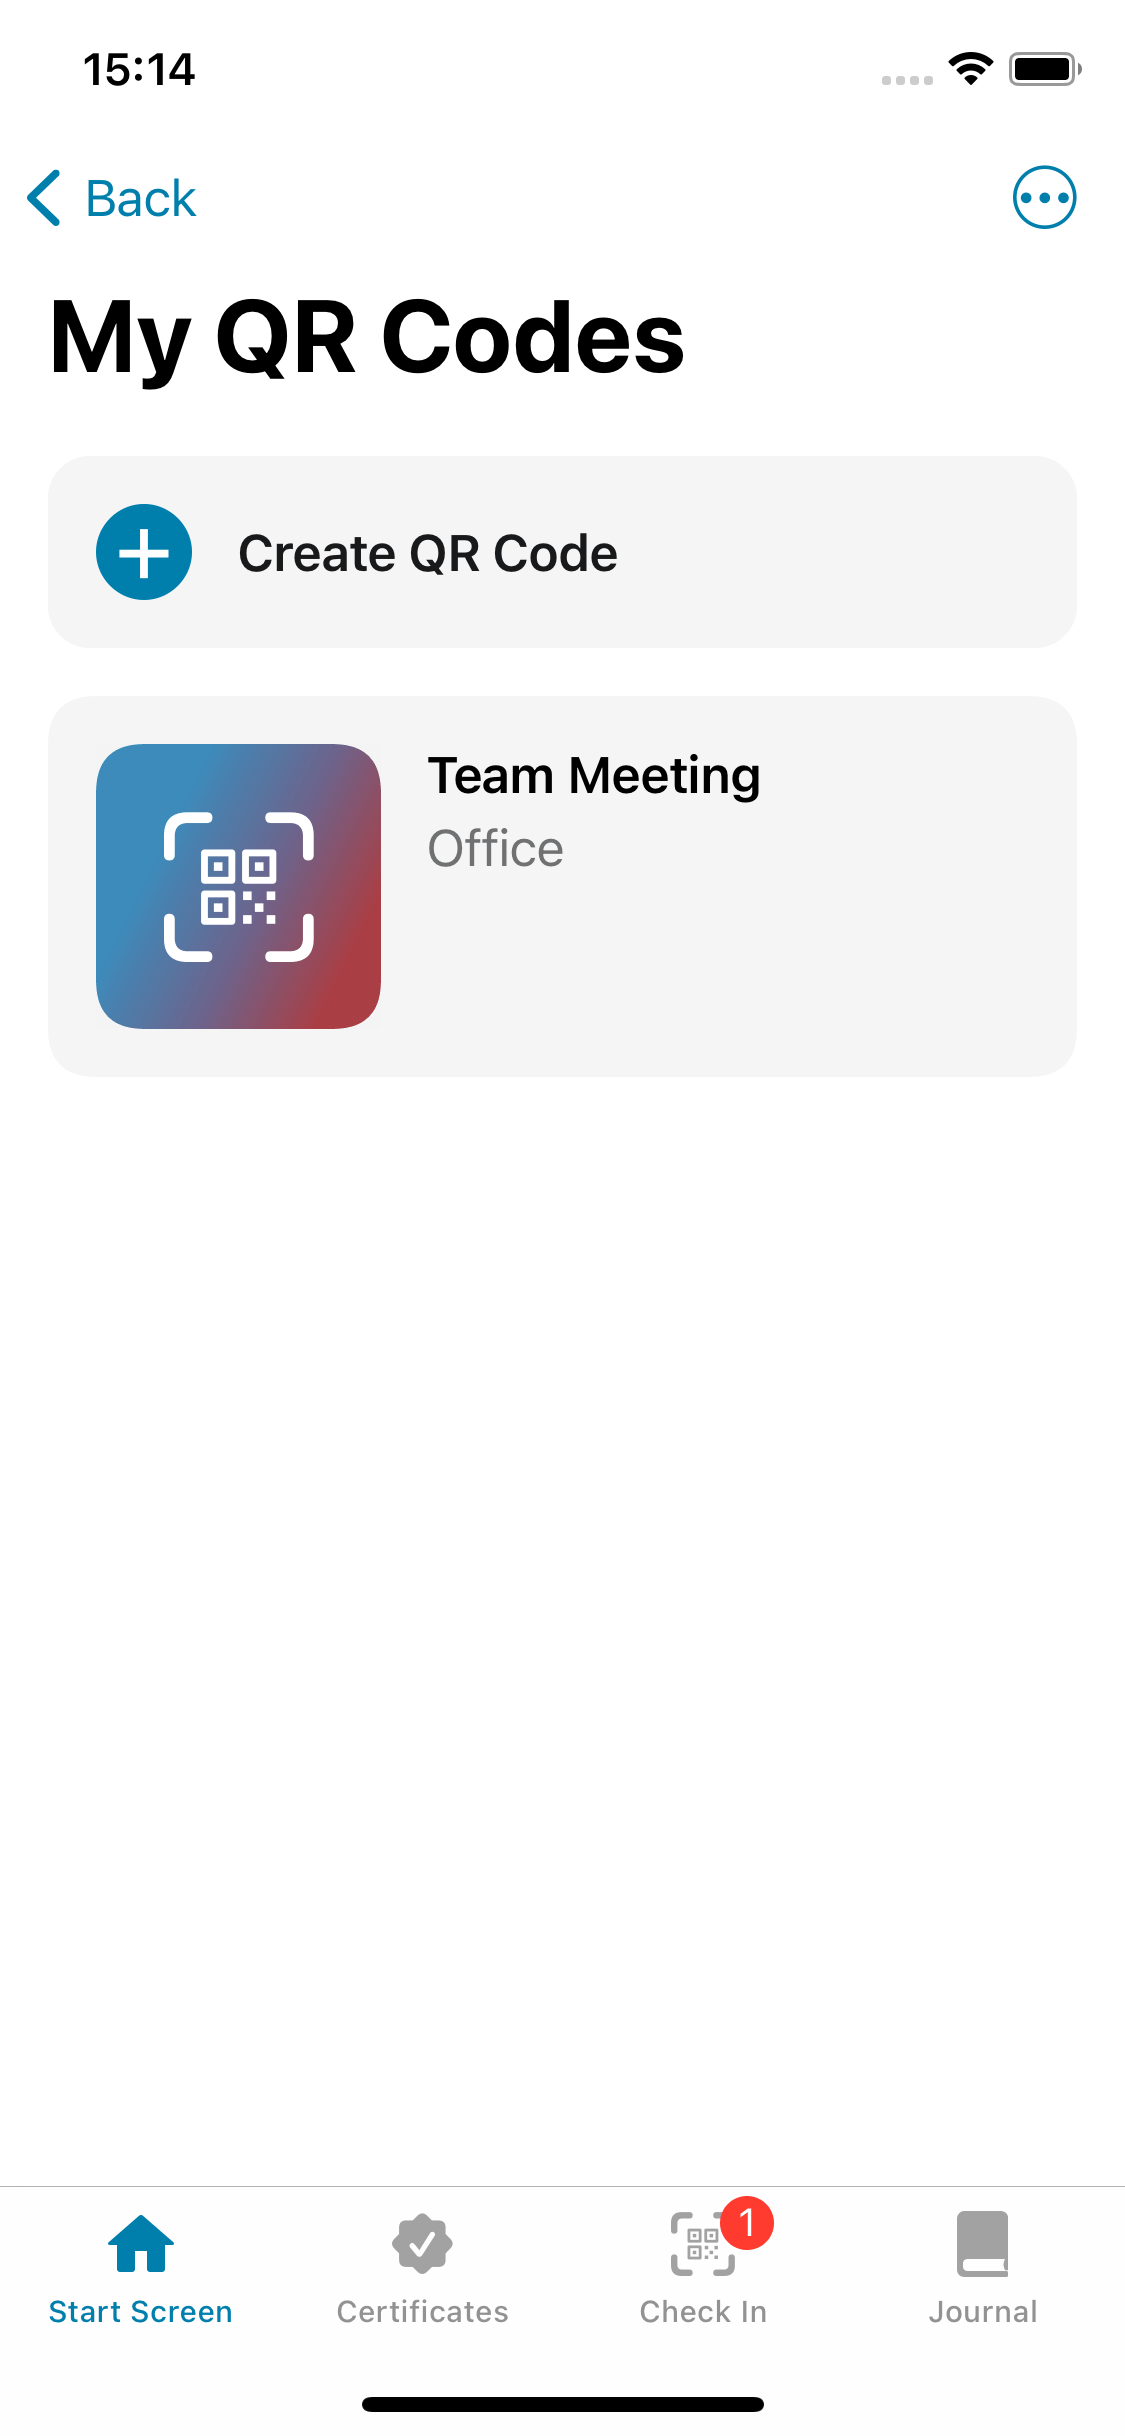 15:14
Back
My QR Codes
Create QR Code
Team Meeting
Office
1
Start Screen
Certificates
Check In
Journal